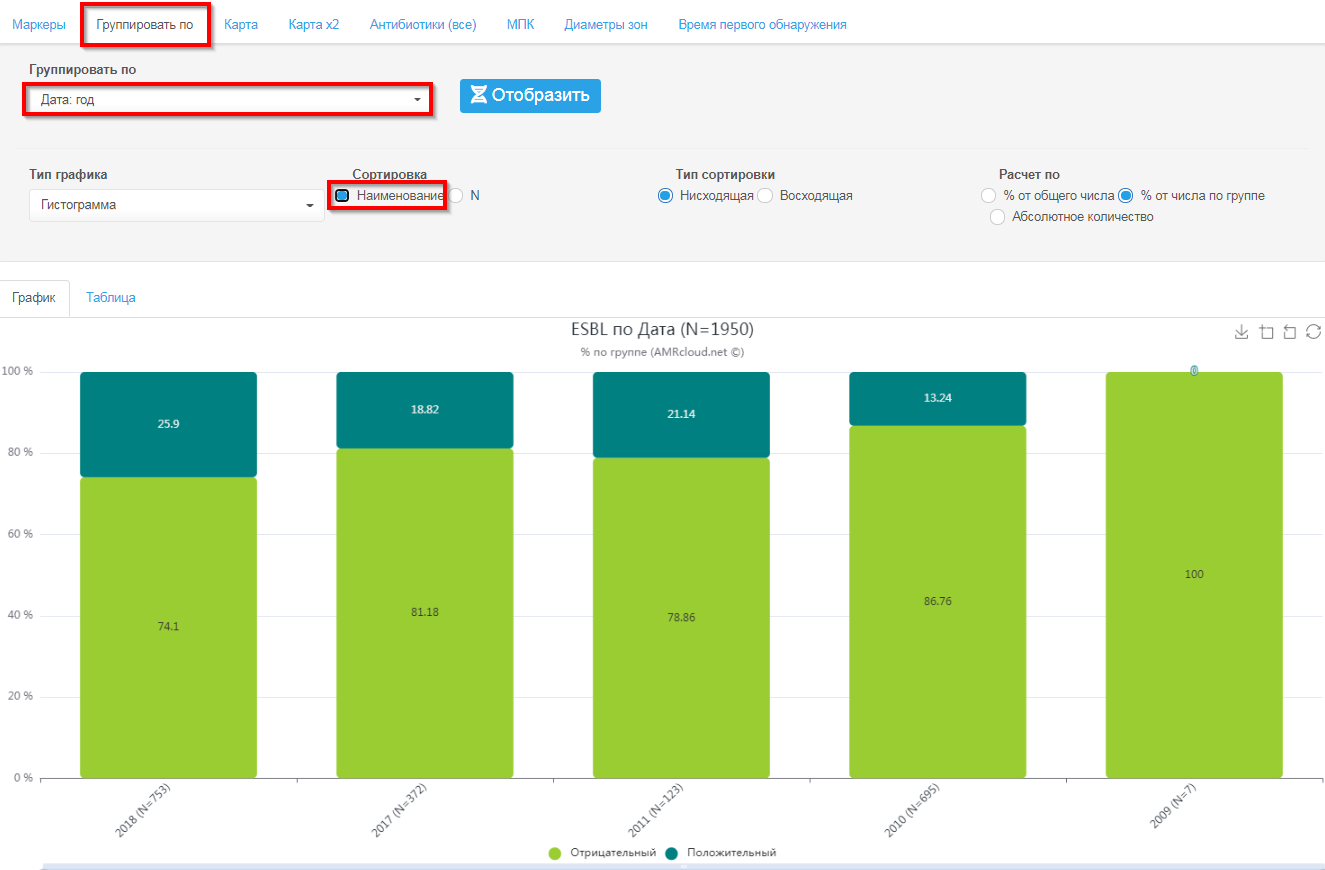 Маркеры Группировать по Карта Карта x2 Антибиотики (все) МПК Диаметры зон Время первого обнаружения
Группировать по
Дата: год
Отобразить
Тип графика Сортировка Тип сортировки Расчет по
Гистограмма Наименование N Нисходящая Восходящая % от общего числа % от числа по группе
Абсолютное количество
График Таблица
ESBL по Дата (N=1950)
% по группе (AMRcloud.net ©)
100 %
80 %
60 %
40 %
20 %
0 %
25.9 18.82 21.14 13.24 0
74.1 81.18 78.86 86.76 100
2018 (N=753) 2017 (N=372) 2011 (N=123) 2010 (N=695) 2009 (N=7)
Отрицательный Положительный